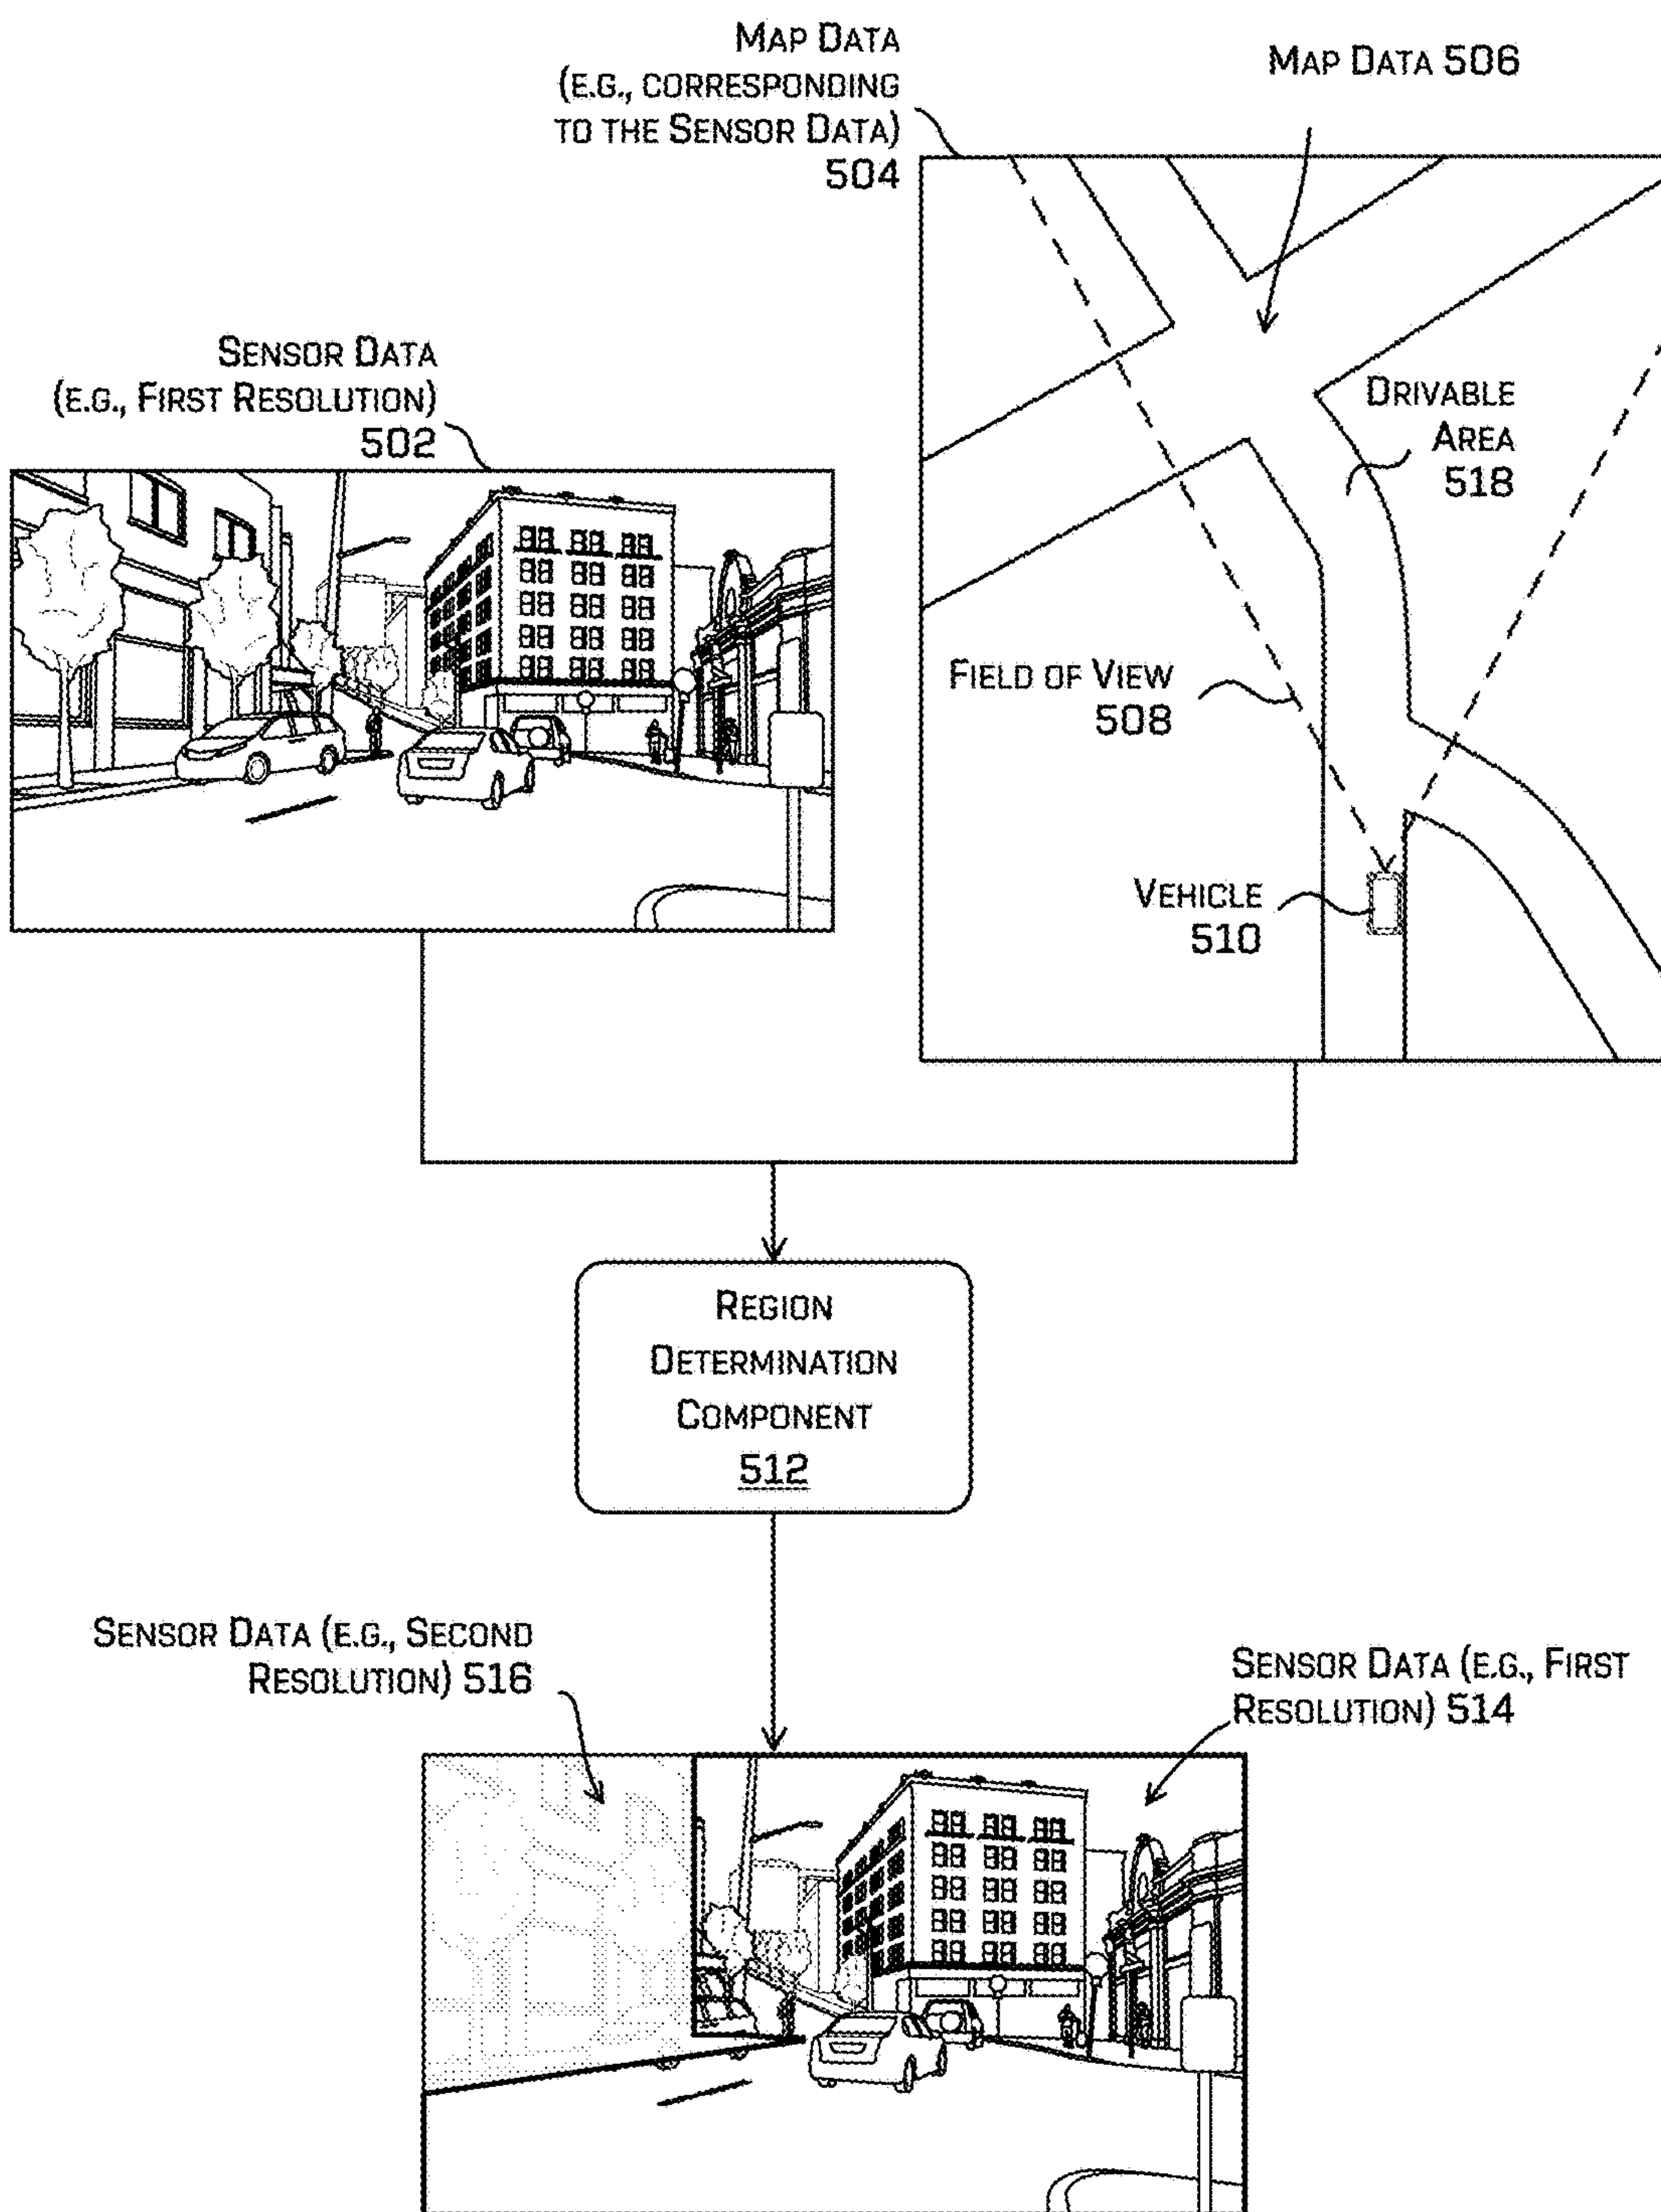 MAP DATA
(E.G., CORRESPONDING
TO THE SENSOR DATA)
504
MAP DATA 506
SENSOR DATA
(E.G., FIRST RESOLUTION)
502
DRIVABLE
AREA
518
FIELD OF VIEW
508
VEHICLE
510
REGION
DETERMINATION
COMPONENT
512
SENSOR DATA (E.G., SECOND
RESOLUTION) 516
SENSOR DATA (E.G., FIRST
RESOLUTION) 514